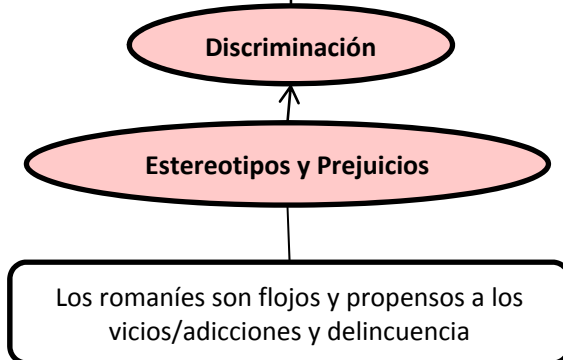 Discriminación
Estereotipos y Prejuicios
Los romaníes son flojos y propensos a los
vicios/adicciones y delincuencia